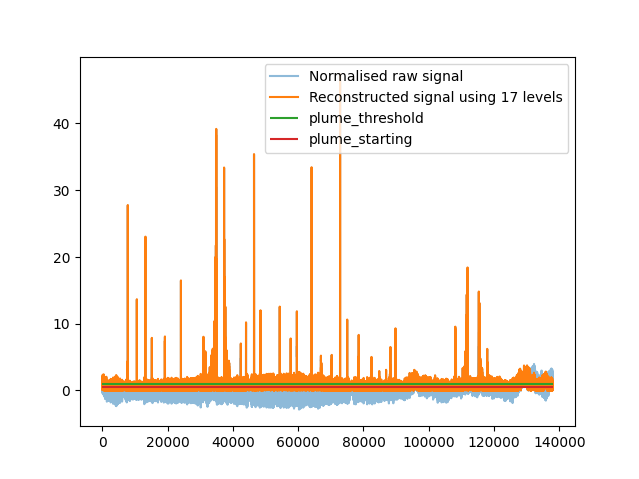 Normalised raw signal
Reconstructed signal using 17 levels
plume_threshold
plume_starting
40
30
20
10
0
0 20000 40000 60000 80000 100000 120000 140000